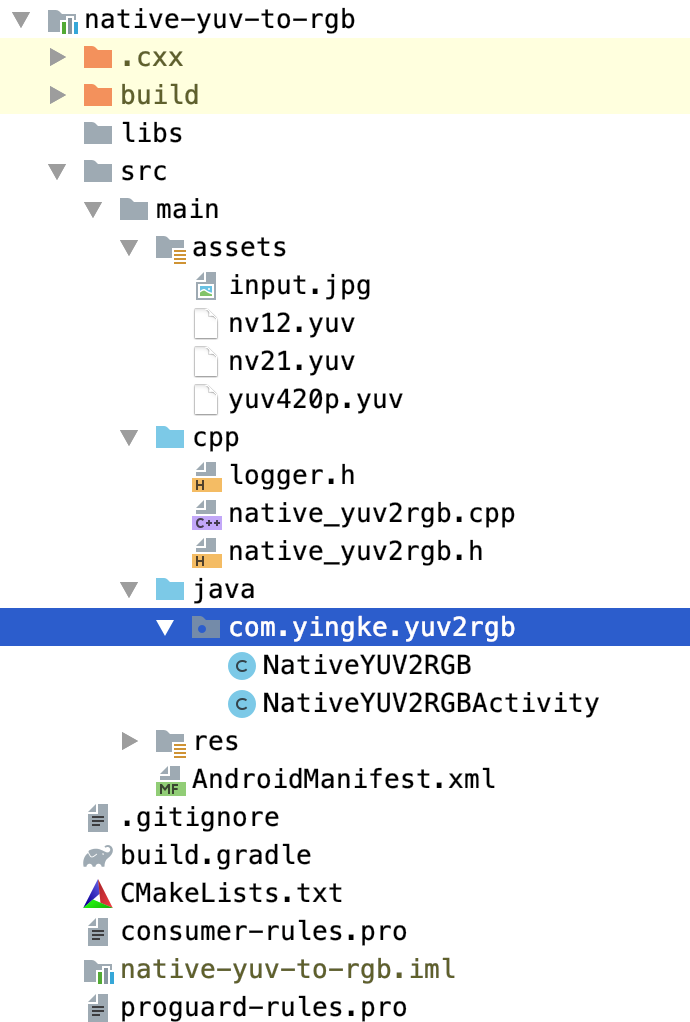 native-yuv-to-rgb
.cxx
build
libs
src
main
assets
input.jpg
nv12.yuv
nv21.yuv
yuv420p.yuv
cpp
H logger.h
C++ native_yuv2rgb.cpp
H native_yuv2rgb.h
java
com.yingke.yuv2rgb
C NativeYUV2RGB
C NativeYUV2RGBActivity
res
MF AndroidManifest.xml
.gitignore
build.gradle
CMakeLists.txt
consumer-rules.pro
native-yuv-to-rgb.iml
proguard-rules.pro